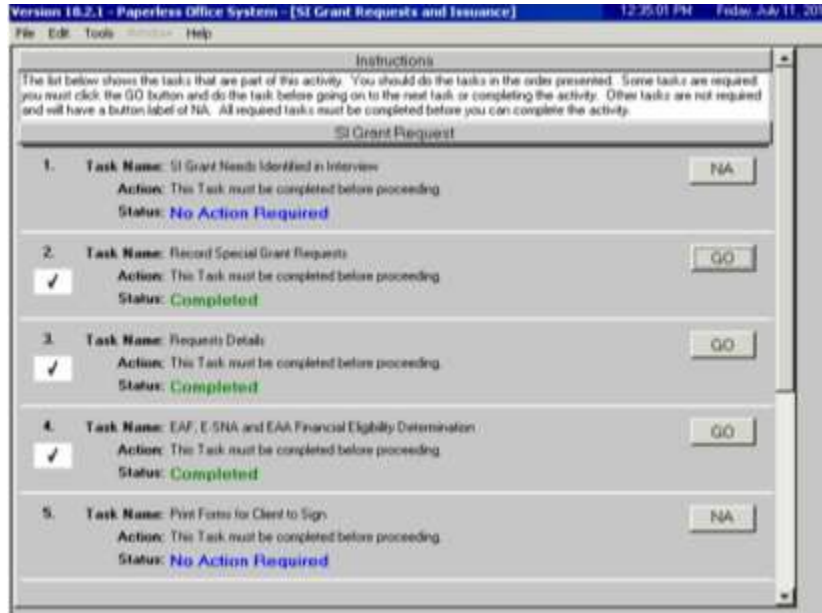 Version 10.2.1 - Paperless Office System - [SI Grant Requests and Issuance] 12:35:01 PM Friday, July 11, 201
File Edit Tools Window Help
Instructions
The list below shows the tasks that are part of this activity. You should do the tasks in the order presented. Some tasks are required:
you must click the GO button and do the task before going on to the next task or completing the activity. Other tasks are not required
and will have a button label of NA. All required tasks must be completed before you can complete the activity.
SI Grant Request
1. Task Name: SI Grant Needs Identified in Interview NA
Action: This Task must be completed before proceeding.
Status: No Action Required
2. Task Name: Record Special Grant Requests GO
✓ Action: This Task must be completed before proceeding.
Status: Completed
3. Task Name: Requests Details GO
✓ Action: This Task must be completed before proceeding.
Status: Completed
4. Task Name: EAF, E-SNA and EAA Financial Eligibility Determination GO
✓ Action: This Task must be completed before proceeding.
Status: Completed
5. Task Name: Print Forms for Client to Sign NA
Action: This Task must be completed before proceeding.
Status: No Action Required